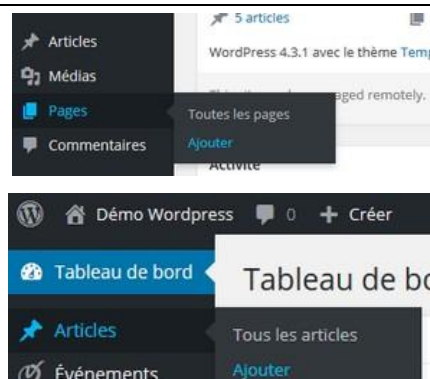 5 articles
Articles
WordPress 4.3.1 avec le thème Tem
Médias
aged remotely.
Pages
Toutes les pages
Commentaires
Ajouter
Activité
Démo Wordpress 0 + Créer
Tableau de bord
Tableau de bo
Articles
Tous les articles
Événements
Ajouter